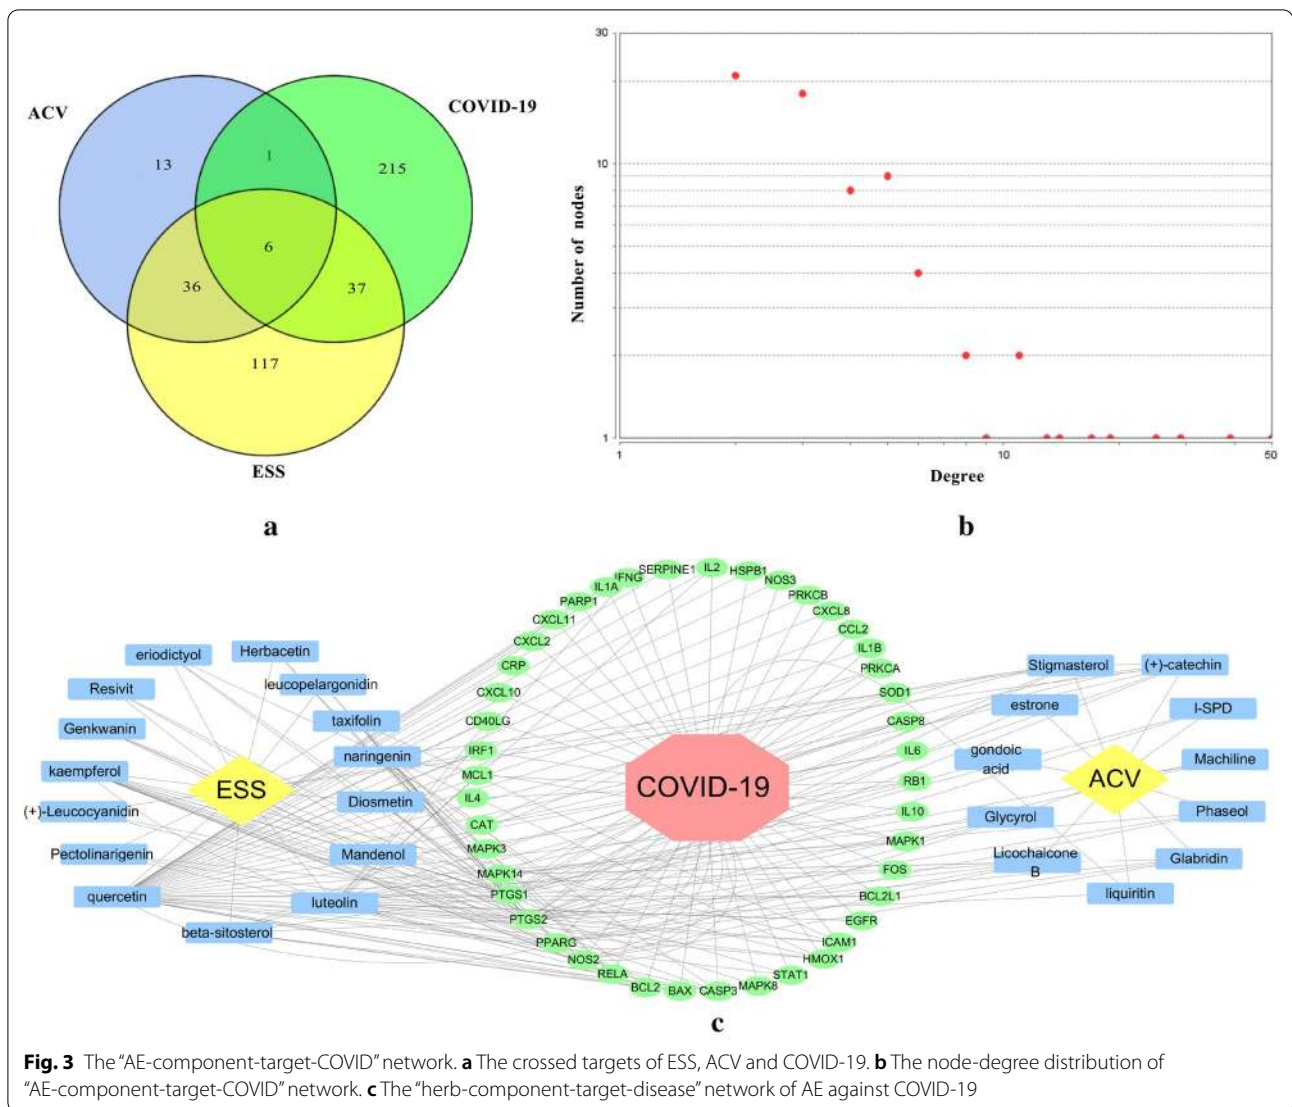 ACV
COVID-19
13
1
215
6
36
37
117
ESS
a
30
10
1
Number of nodes
1
10
50
Degree
b
SERPINE1
IL2
HSPB1
IFNG
NOS3
IL1A
PRKCB
PARP1
CXCL8
CXCL11
CCL2
CXCL2
IL1B
CRP
PRKCA
CXCL10
SOD1
CD40LG
CASP8
IRF1
IL6
MCL1
RB1
IL4
IL10
CAT
MAPK1
MAPK3
FOS
MAPK14
BCL2L1
PTGS1
EGFR
PTGS2
ICAM1
PPARG
HMOX1
NOS2
STAT1
RELA
MAPK8
BCL2
BAX
CASP3
COVID-19
eriodictyol
Herbacetin
Resivit
leucopelargonidin
Genkwanin
taxifolin
kaempferol
naringenin
ESS
(+)-Leucocyanidin
Diosmetin
Pectolinarigenin
Mandenol
quercetin
luteolin
beta-sitosterol
Stigmasterol
(+)-catechin
estrone
l-SPD
gondoic
acid
Machiline
ACV
Glycyrol
Phaseol
Licochalcone
B
Glabridin
liquiritin
c
Fig. 3 The "AE-component-target-COVID" network. a The crossed targets of ESS, ACV and COVID-19. b The node-degree distribution of
"AE-component-target-COVID" network. c The "herb-component-target-disease" network of AE against COVID-19